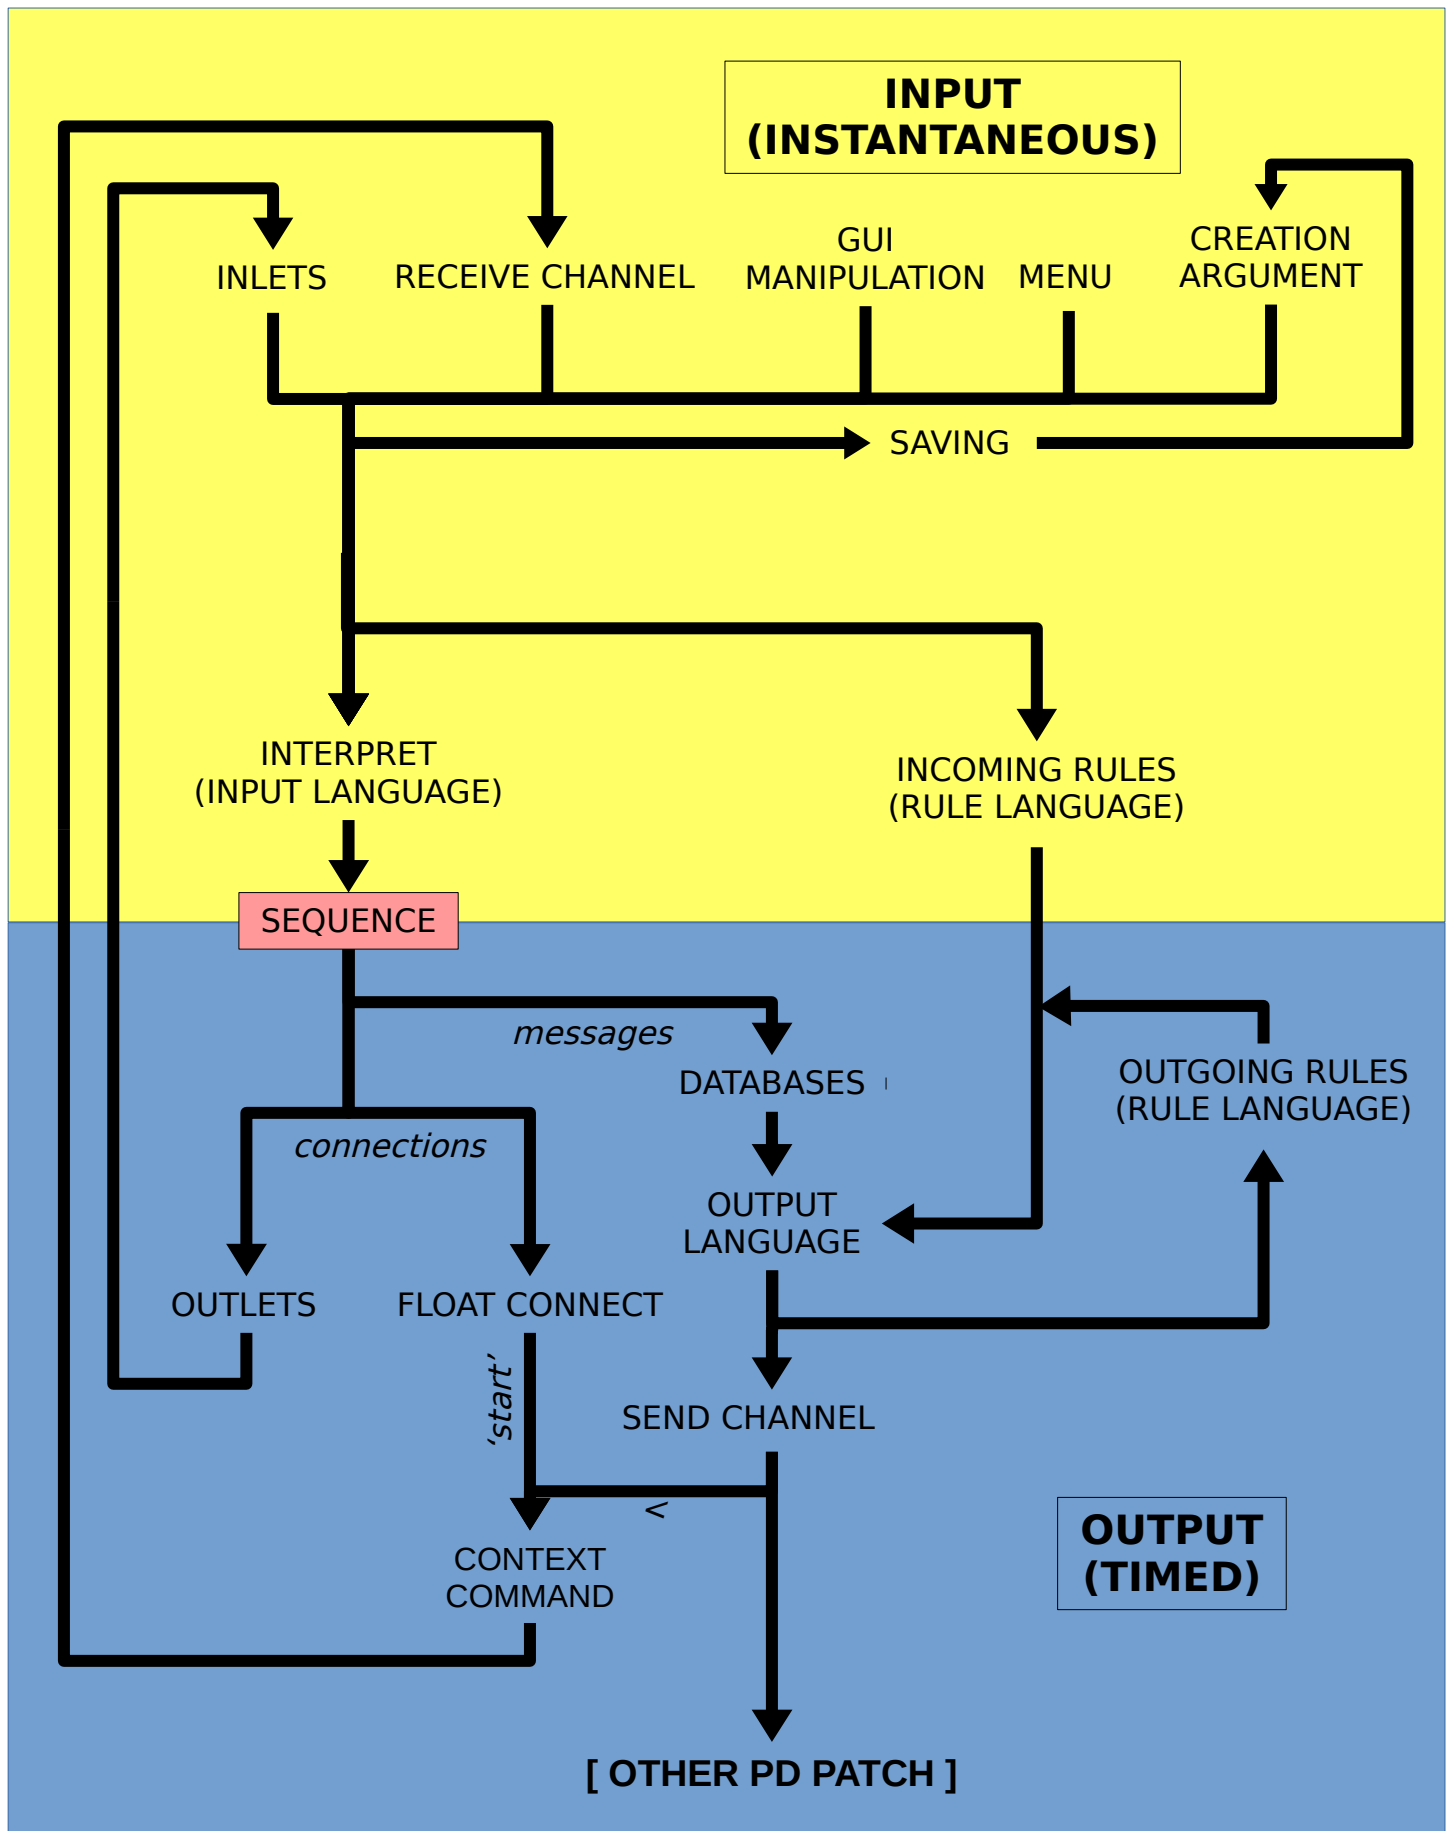 INPUT
(INSTANTANEOUS)
INLETS
RECEIVE CHANNEL
GUI
MANIPULATION
MENU
CREATION
ARGUMENT
SAVING
INTERPRET
(INPUT LANGUAGE)
INCOMING RULES
(RULE LANGUAGE)
SEQUENCE
messages
DATABASES
OUTGOING RULES
(RULE LANGUAGE)
connections
OUTPUT
LANGUAGE
OUTLETS
FLOAT CONNECT
‘start’
SEND CHANNEL
<
CONTEXT
COMMAND
OUTPUT
(TIMED)
[ OTHER PD PATCH ]